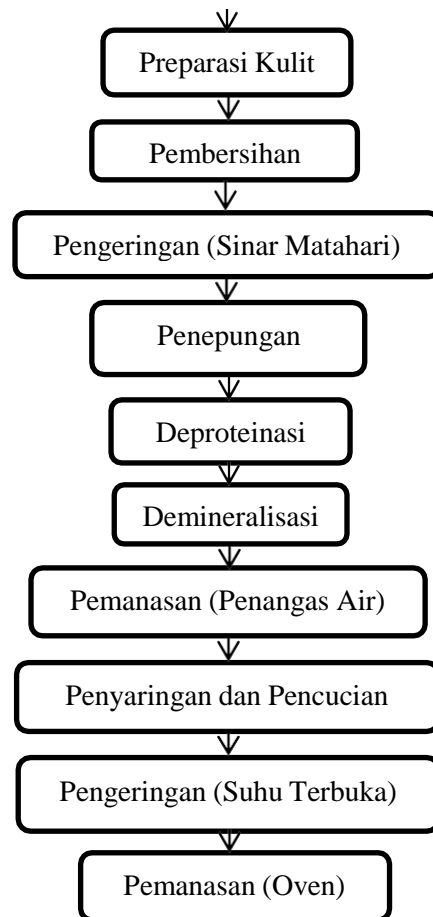 Preparasi Kulit
Pembersihan
Pengeringan (Sinar Matahari)
Penepungan
Deproteinasi
Demineralisasi
Pemanasan (Penangas Air)
Penyaringan dan Pencucian
Pengeringan (Suhu Terbuka)
Pemanasan (Oven)